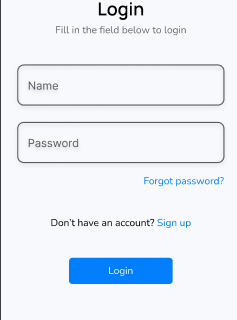 Login
Fill in the field below to login
Name
Password
Forgot password?
Don't have an account? Sign up
Login